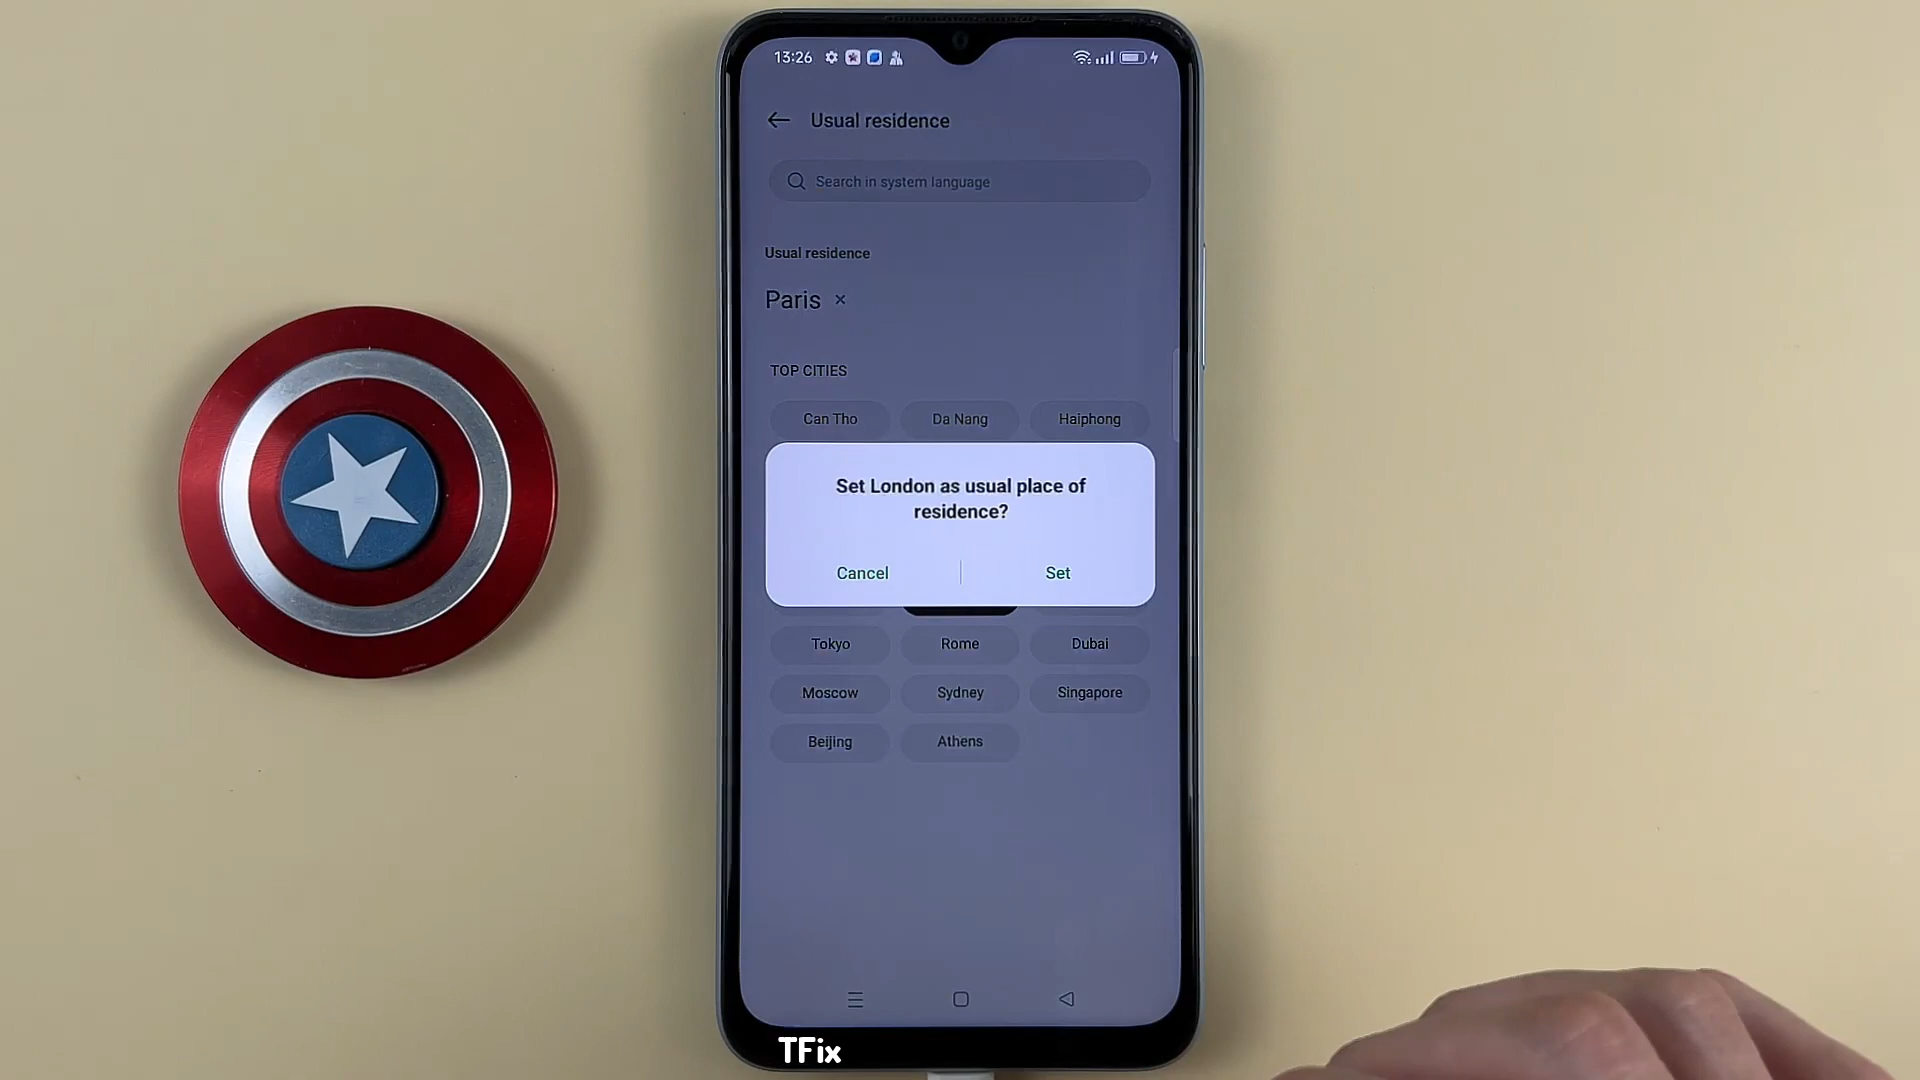 13:26
Usual residence
Search in system language
Usual residence
Paris ×
TOP CITIES
Can Tho Da Nang Haiphong
Set London as usual place of
residence?
Cancel Set
Tokyo Rome Dubai
Moscow Sydney Singapore
Beijing Athens
TFix